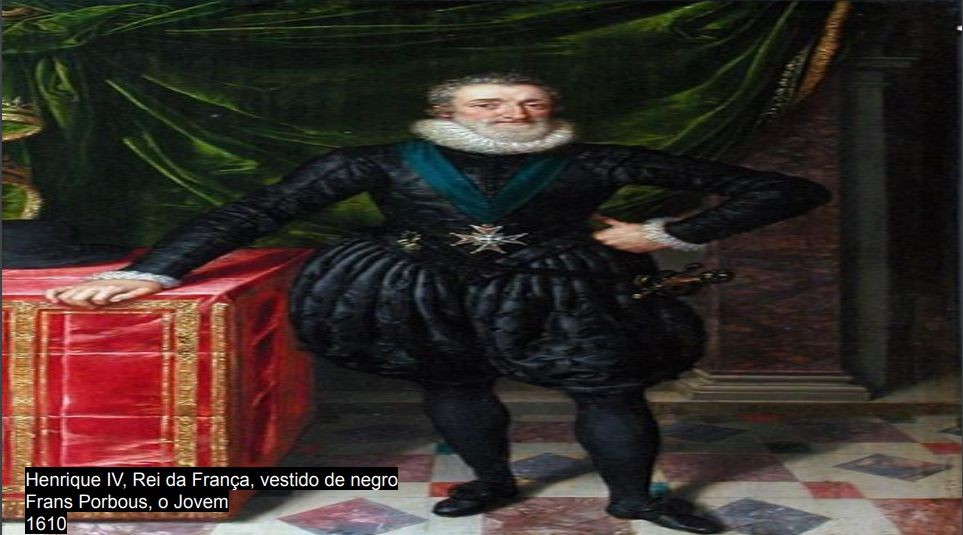 Henrique IV, Rei da França, vestido de negro
Frans Porbous, o Jovem
1610